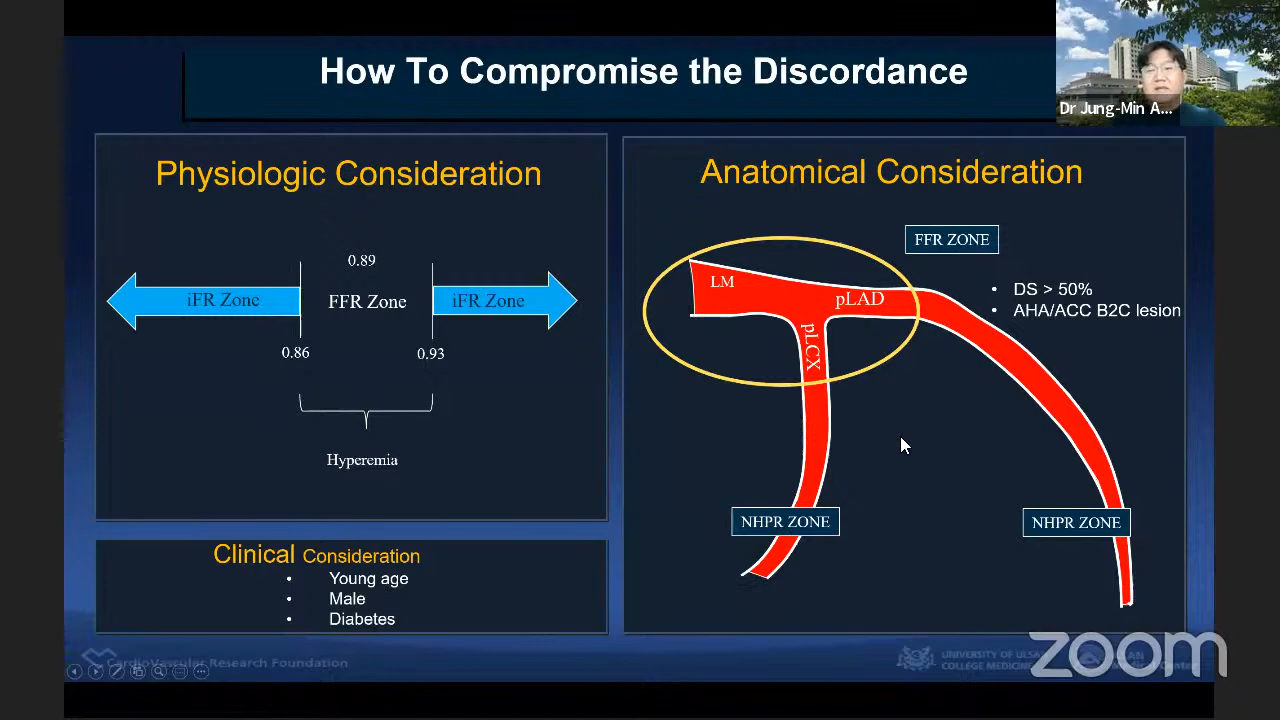 How To Compromise the Discordance
Dr Jung-Min A...
Physiologic Consideration
0.89
iFR Zone
FFR Zone
iFR Zone
0.86
0.93
Hyperemia
Clinical Consideration
• Young age
• Male
• Diabetes
Anatomical Consideration
FFR ZONE
LM
pLAD
pLCX
• DS > 50%
• AHA/ACC B2C lesion
NHPR ZONE
NHPR ZONE
CardioVascular Research Foundation
UNIVERSITY OF ULSAN
COLLEGE MEDICINE
Medical Center
zoom